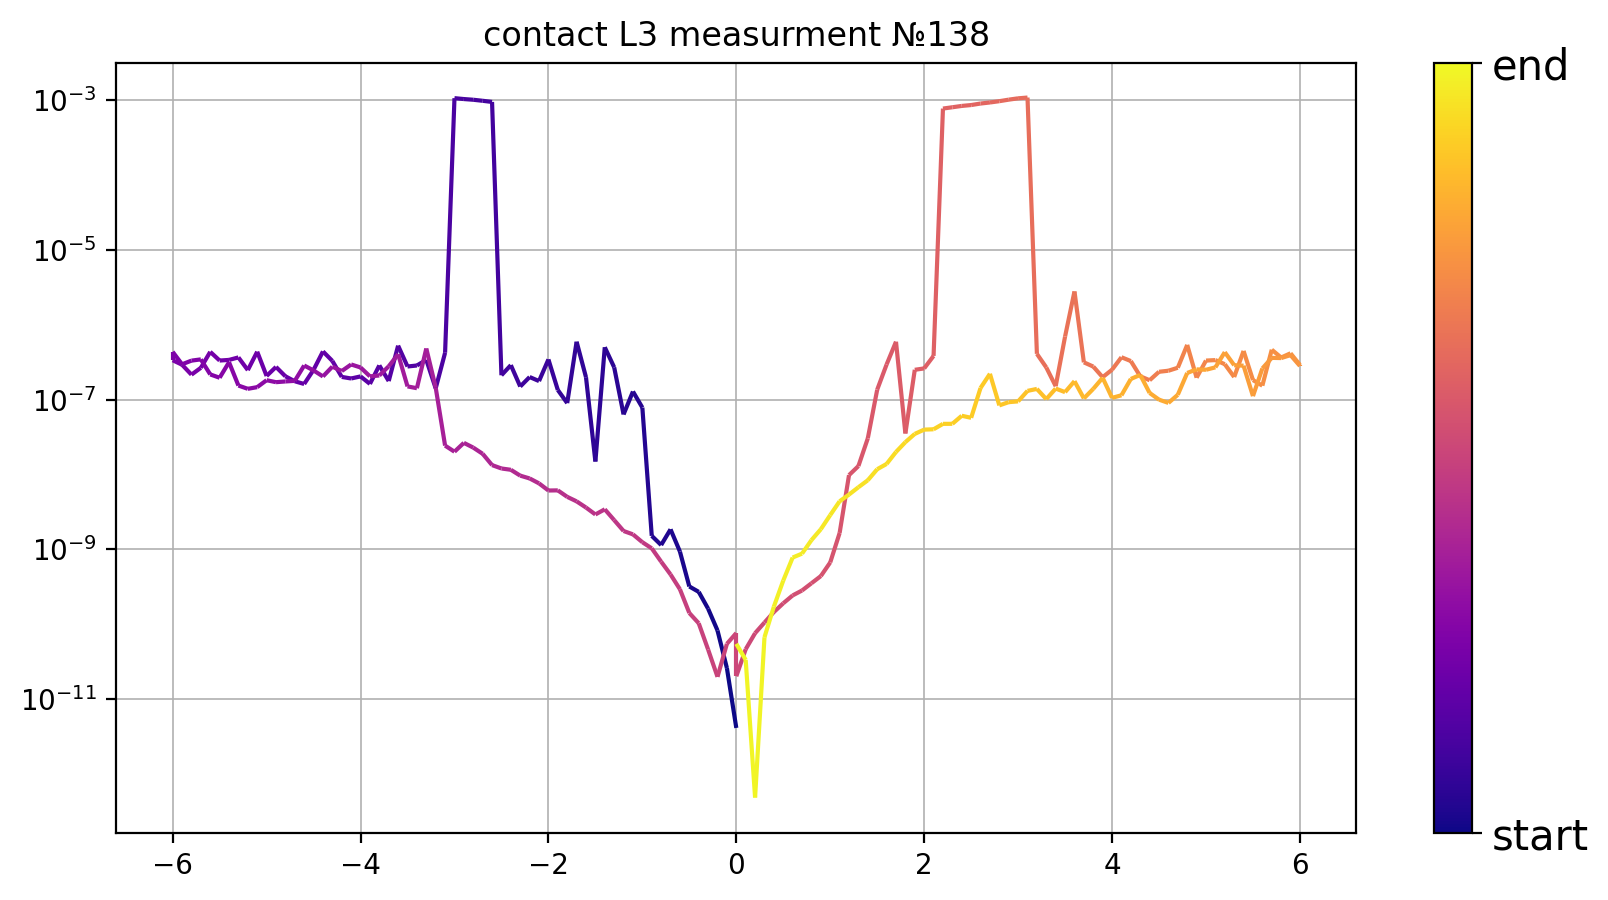 contact L3 measurment №138
10⁻³
10⁻⁵
10⁻⁷
10⁻⁹
10⁻¹¹
−6 −4 −2 0 2 4 6
end
start